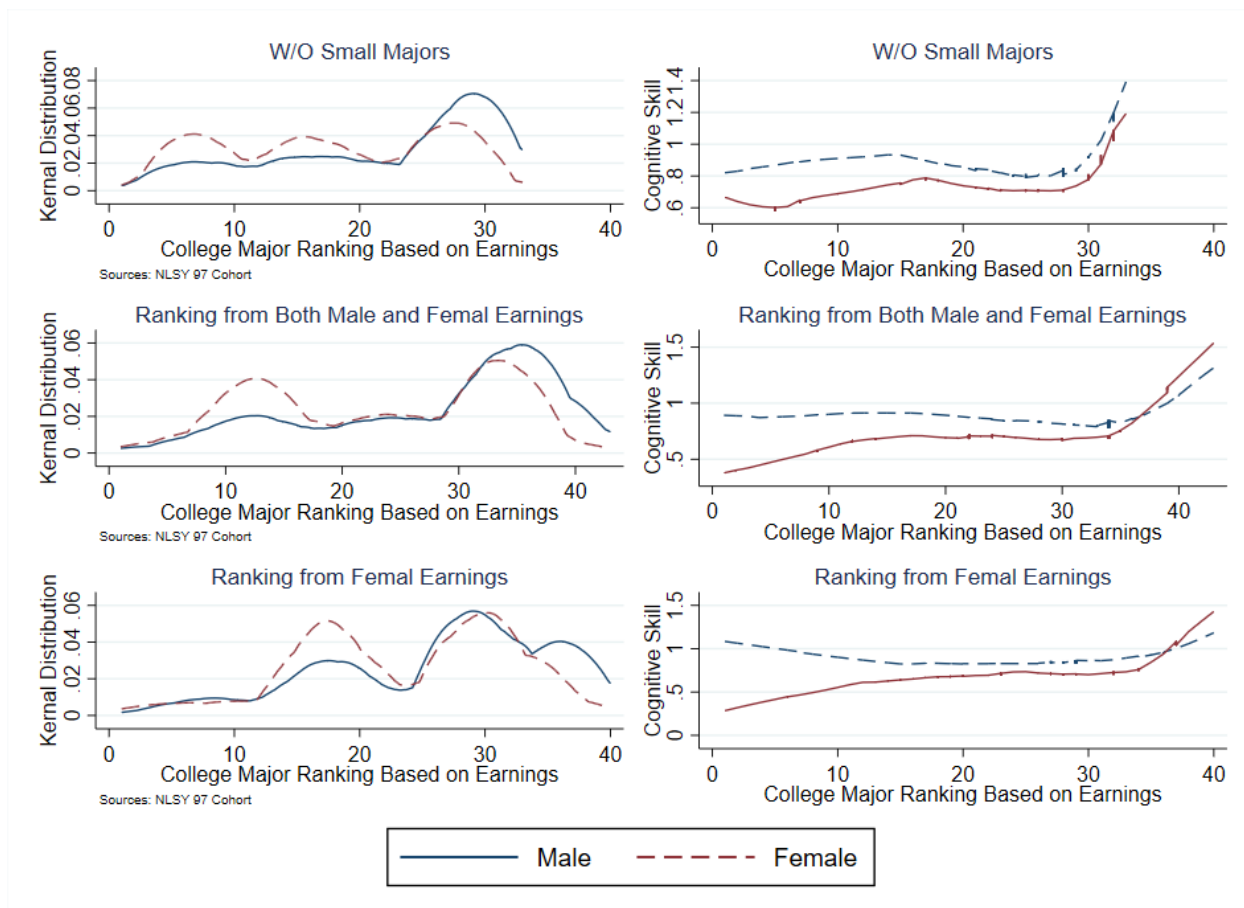 W/O Small Majors
Kernal Distribution
0 .02 .04 .06 .08
0 10 20 30 40
College Major Ranking Based on Earnings
Sources: NLSY 97 Cohort
W/O Small Majors
Cognitive Skill
.6 .8 1 1.2 1.4
0 10 20 30 40
College Major Ranking Based on Earnings
Ranking from Both Male and Femal Earnings
Kernal Distribution
0 .02 .04 .06
0 10 20 30 40
College Major Ranking Based on Earnings
Sources: NLSY 97 Cohort
Ranking from Both Male and Femal Earnings
Cognitive Skill
.5 1 1.5
0 10 20 30 40
College Major Ranking Based on Earnings
Ranking from Femal Earnings
Kernal Distribution
0 .02 .04 .06
0 10 20 30 40
College Major Ranking Based on Earnings
Sources: NLSY 97 Cohort
Ranking from Femal Earnings
Cognitive Skill
0 .5 1 1.5
0 10 20 30 40
College Major Ranking Based on Earnings
Male Female